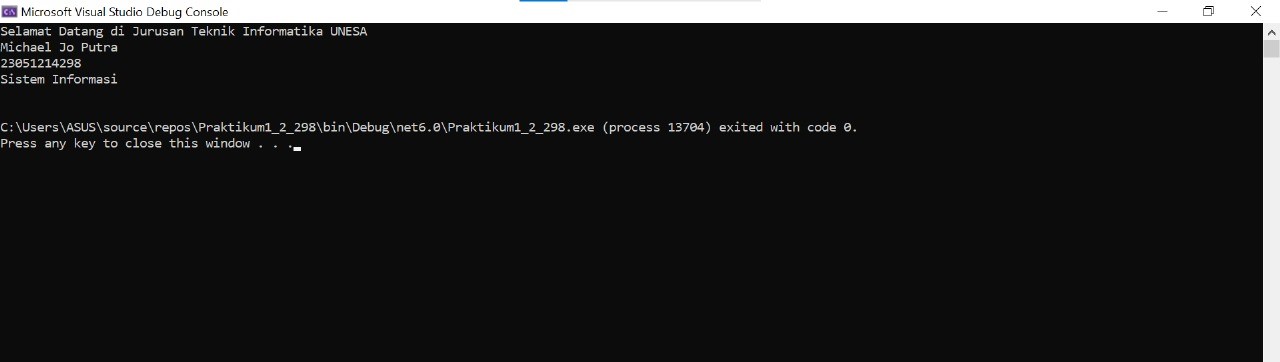 Microsoft Visual Studio Debug Console
Selamat Datang di Jurusan Teknik Informatika UNESA
Michael Jo Putra
23051214298
Sistem Informasi
C:\Users\ASUS\source\repos\Praktikum1_2_298\bin\Debug\net6.0\Praktikum1_2_298.exe (process 13704) exited with code 0.
Press any key to close this window . . .